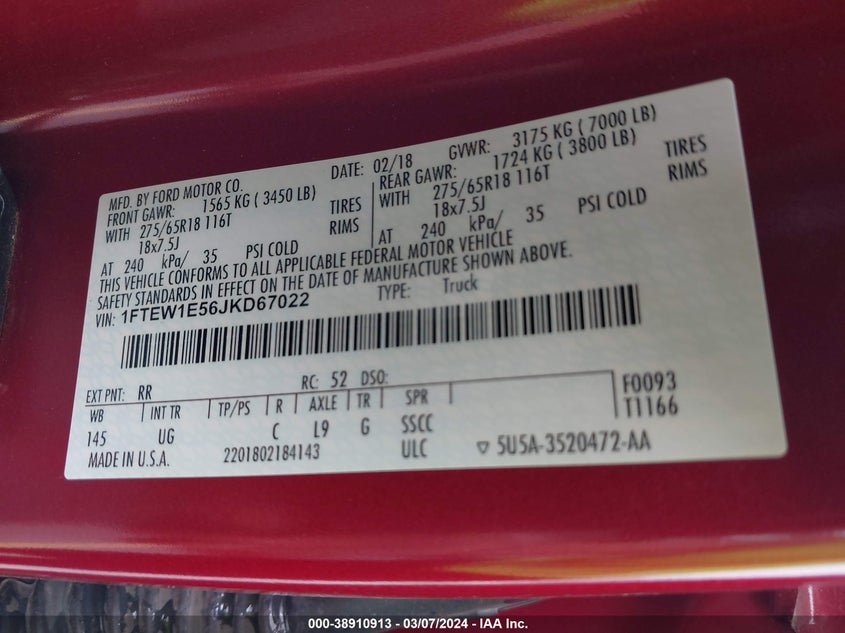 MFD. BY FORD MOTOR CO. DATE: 02/18 GVWR: 3175 KG ( 7000 LB)
FRONT GAWR: 1565 KG ( 3450 LB) REAR GAWR: 1724 KG ( 3800 LB)
WITH 275/65R18 116T TIRES WITH 275/65R18 116T TIRES
18x7.5J RIMS 18x7.5J RIMS
AT 240 kPa/ 35 PSI COLD AT 240 kPa/ 35 PSI COLD
THIS VEHICLE CONFORMS TO ALL APPLICABLE FEDERAL MOTOR VEHICLE
SAFETY STANDARDS IN EFFECT ON THE DATE OF MANUFACTURE SHOWN ABOVE.
VIN: 1FTEW1E56JKD67022 TYPE: Truck
EXT PNT: RR RC: 52 DSO: F0093
WB INT TR TP/PS R AXLE TR SPR T1166
145 UG C L9 G SSCC
MADE IN U.S.A. 2201802184143 ULC ▽ 5U5A-3520472-AA
000-38910913 - 03/07/2024 - IAA Inc.